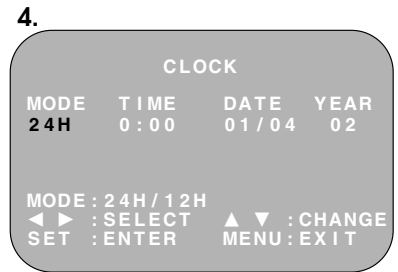 4.
CLOCK
MODE TIME DATE YEAR
24H 0:00 01/04 02
MODE:24H/12H
◀ ▶ :SELECT ▲ ▼ :CHANGE
SET :ENTER MENU:EXIT